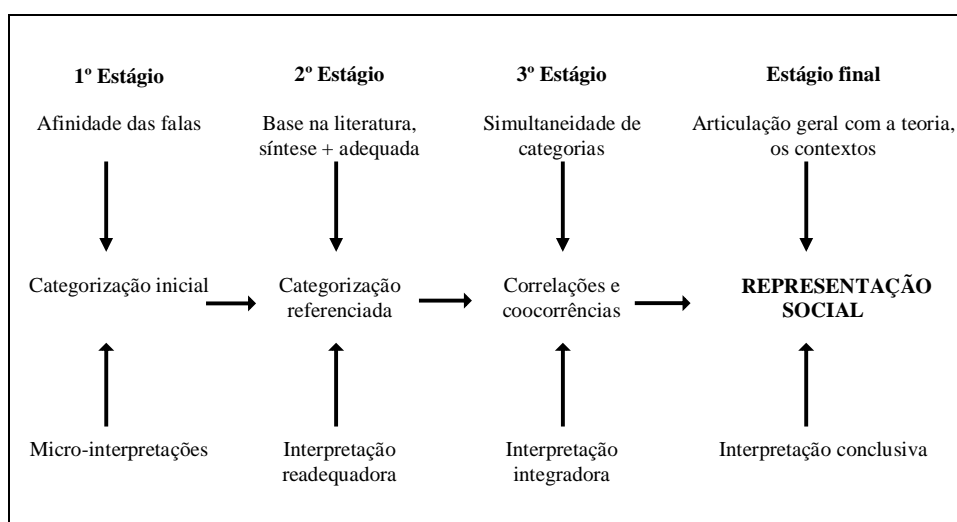 1º Estágio
2º Estágio
3º Estágio
Estágio final
Afinidade das falas
Base na literatura,
síntese + adequada
Simultaneidade de
categorias
Articulação geral com a teoria,
os contextos
Categorização inicial
Categorização
referenciada
Correlações e
coocorrências
REPRESENTAÇÃO
SOCIAL
Micro-interpretações
Interpretação
readequadora
Interpretação
integradora
Interpretação conclusiva